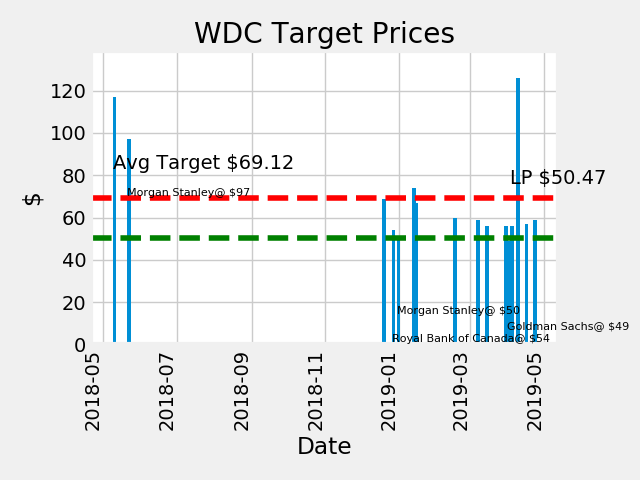 WDC Target Prices
120
100
80
60
40
20
0
$
Avg Target $69.12
LP $50.47
Morgan Stanley@ $97
Morgan Stanley@ $50
Goldman Sachs@ $49
Royal Bank of Canada@ $54
2018-05
2018-07
2018-09
2018-11
2019-01
2019-03
2019-05
Date